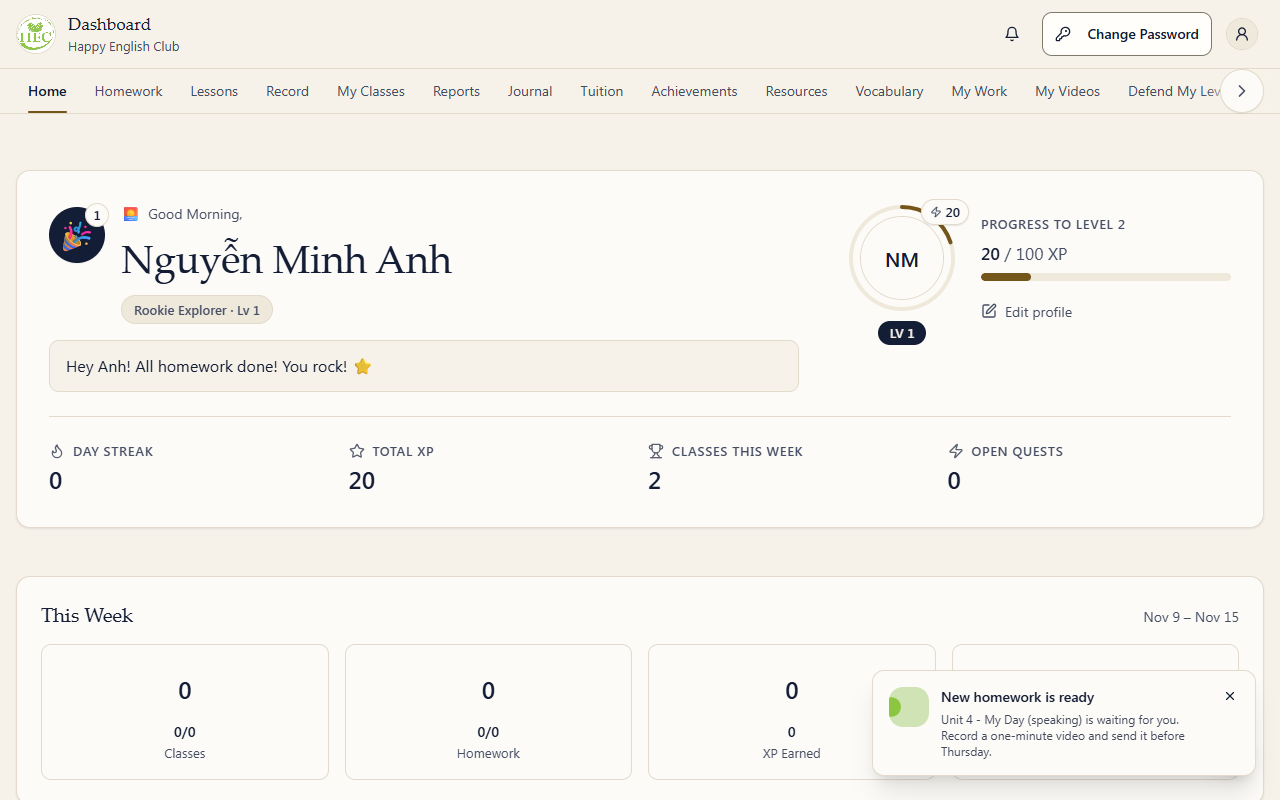 HEC
Dashboard
Happy English Club
Change Password
Home
Homework
Lessons
Record
My Classes
Reports
Journal
Tuition
Achievements
Resources
Vocabulary
My Work
My Videos
Defend My Lev
1
Good Morning,
Nguyễn Minh Anh
Rookie Explorer · Lv 1
Hey Anh! All homework done! You rock! ⭐
20
NM
LV 1
PROGRESS TO LEVEL 2
20 / 100 XP
Edit profile
DAY STREAK
0
TOTAL XP
20
CLASSES THIS WEEK
2
OPEN QUESTS
0
This Week
Nov 9 – Nov 15
0
0/0
Classes
0
0/0
Homework
0
0
XP Earned
New homework is ready
Unit 4 - My Day (speaking) is waiting for you.
Record a one-minute video and send it before
Thursday.